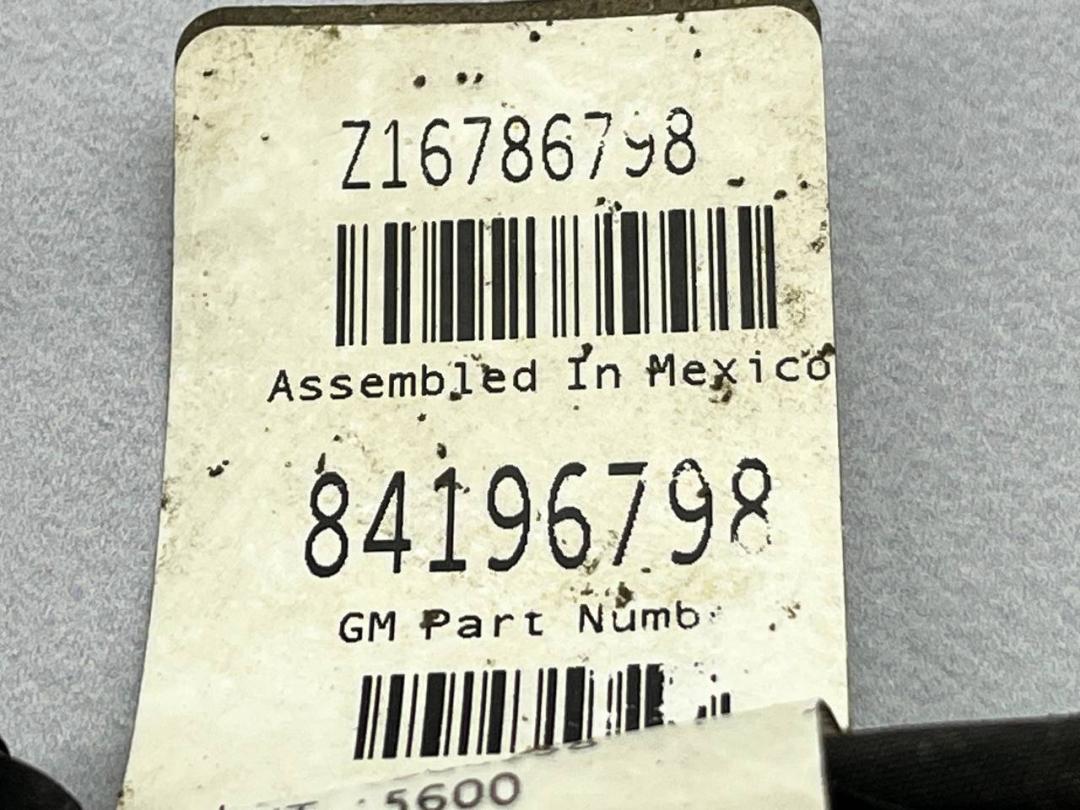 Z16786798
Assembled In Mexico
84196798
GM Part Numb
5600